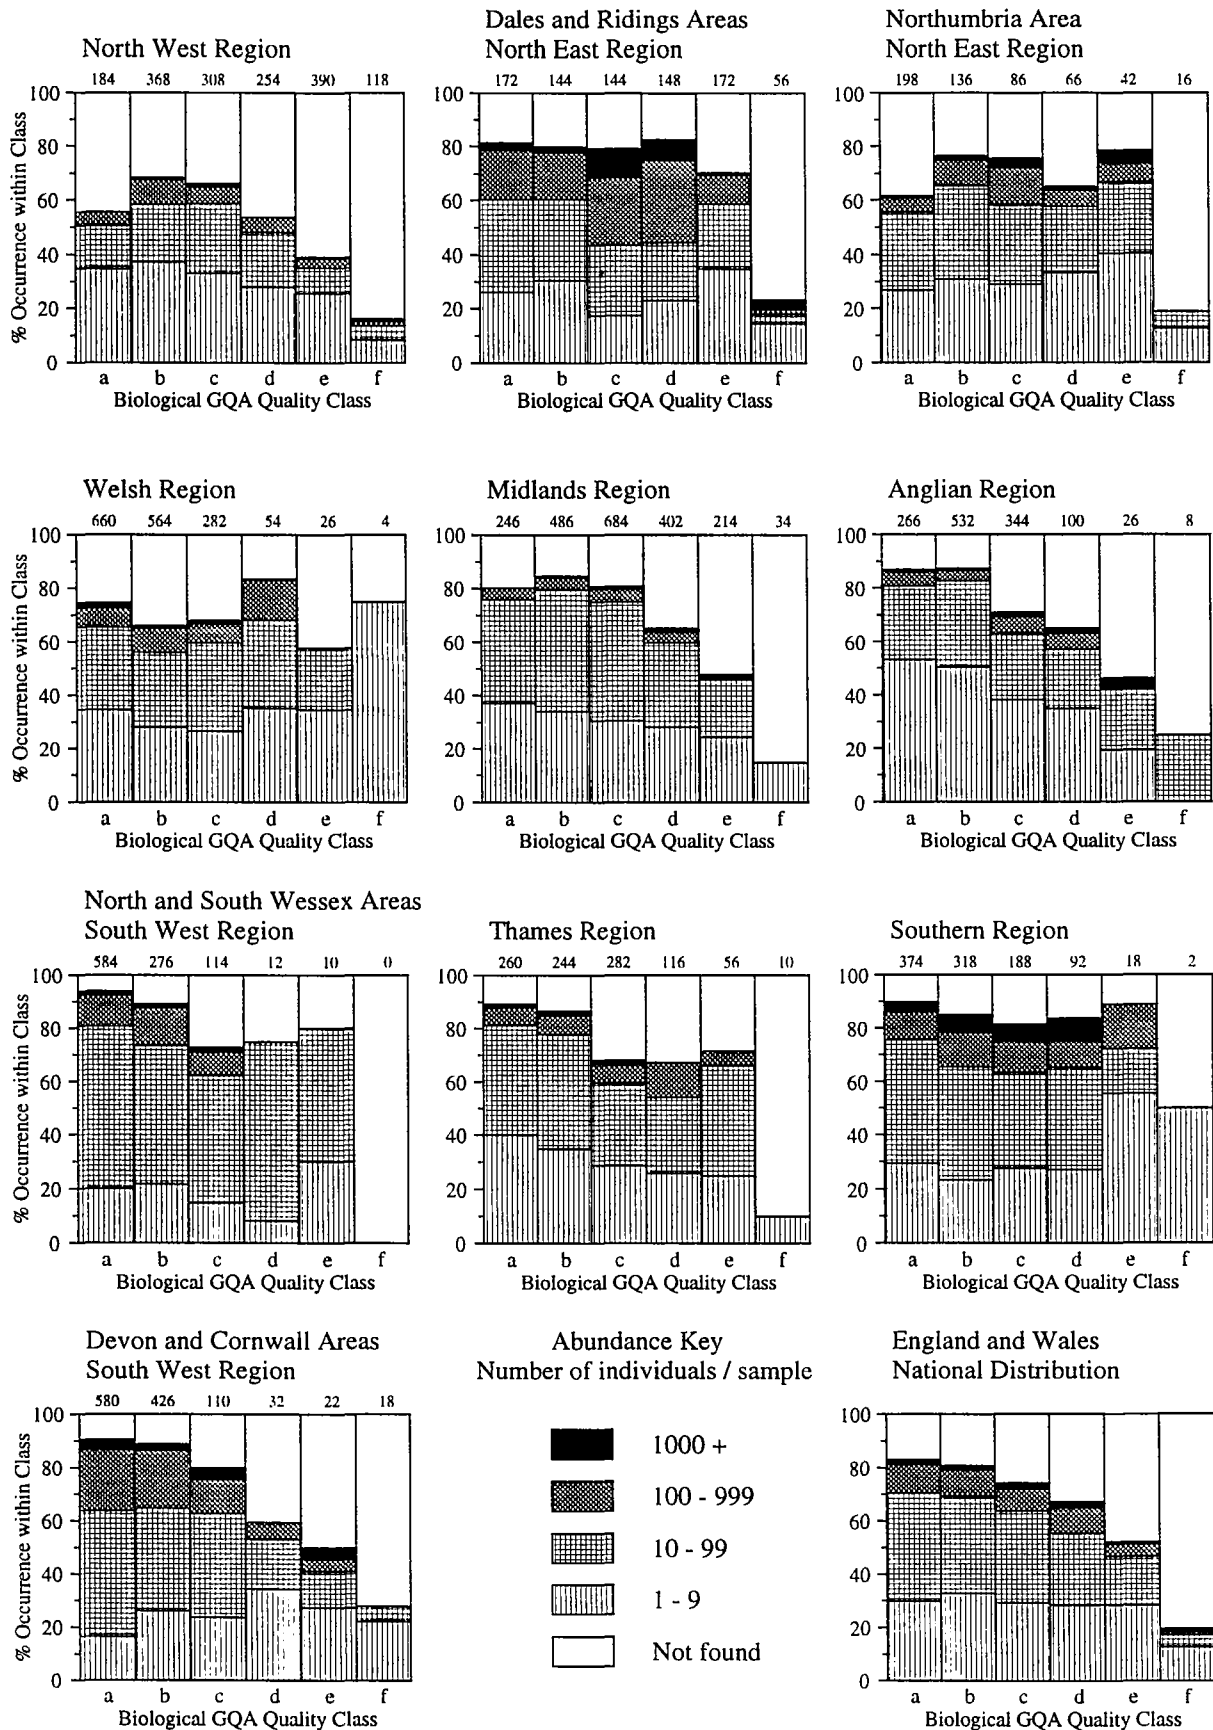 North West Region
184 368 308 254 390 118
100
80
60
40
20
0
% Occurrence within Class
a b c d e f
Biological GQA Quality Class
Dales and Ridings Areas
North East Region
172 144 144 148 172 56
100
80
60
40
20
0
a b c d e f
Biological GQA Quality Class
Northumbria Area
North East Region
198 136 86 66 42 16
100
80
60
40
20
0
a b c d e f
Biological GQA Quality Class
Welsh Region
660 564 282 54 26 4
100
80
60
40
20
0
% Occurrence within Class
a b c d e f
Biological GQA Quality Class
Midlands Region
246 486 684 402 214 34
100
80
60
40
20
0
a b c d e f
Biological GQA Quality Class
Anglian Region
266 532 344 100 26 8
100
80
60
40
20
0
a b c d e f
Biological GQA Quality Class
North and South Wessex Areas
South West Region
584 276 114 12 10 0
100
80
60
40
20
0
% Occurrence within Class
a b c d e f
Biological GQA Quality Class
Thames Region
260 244 282 116 56 10
100
80
60
40
20
0
a b c d e f
Biological GQA Quality Class
Southern Region
374 318 188 92 18 2
100
80
60
40
20
0
a b c d e f
Biological GQA Quality Class
Devon and Cornwall Areas
South West Region
580 426 110 32 22 18
100
80
60
40
20
0
% Occurrence within Class
a b c d e f
Biological GQA Quality Class
Abundance Key
Number of individuals / sample
1000 +
100 - 999
10 - 99
1 - 9
Not found
England and Wales
National Distribution
100
80
60
40
20
0
a b c d e f
Biological GQA Quality Class